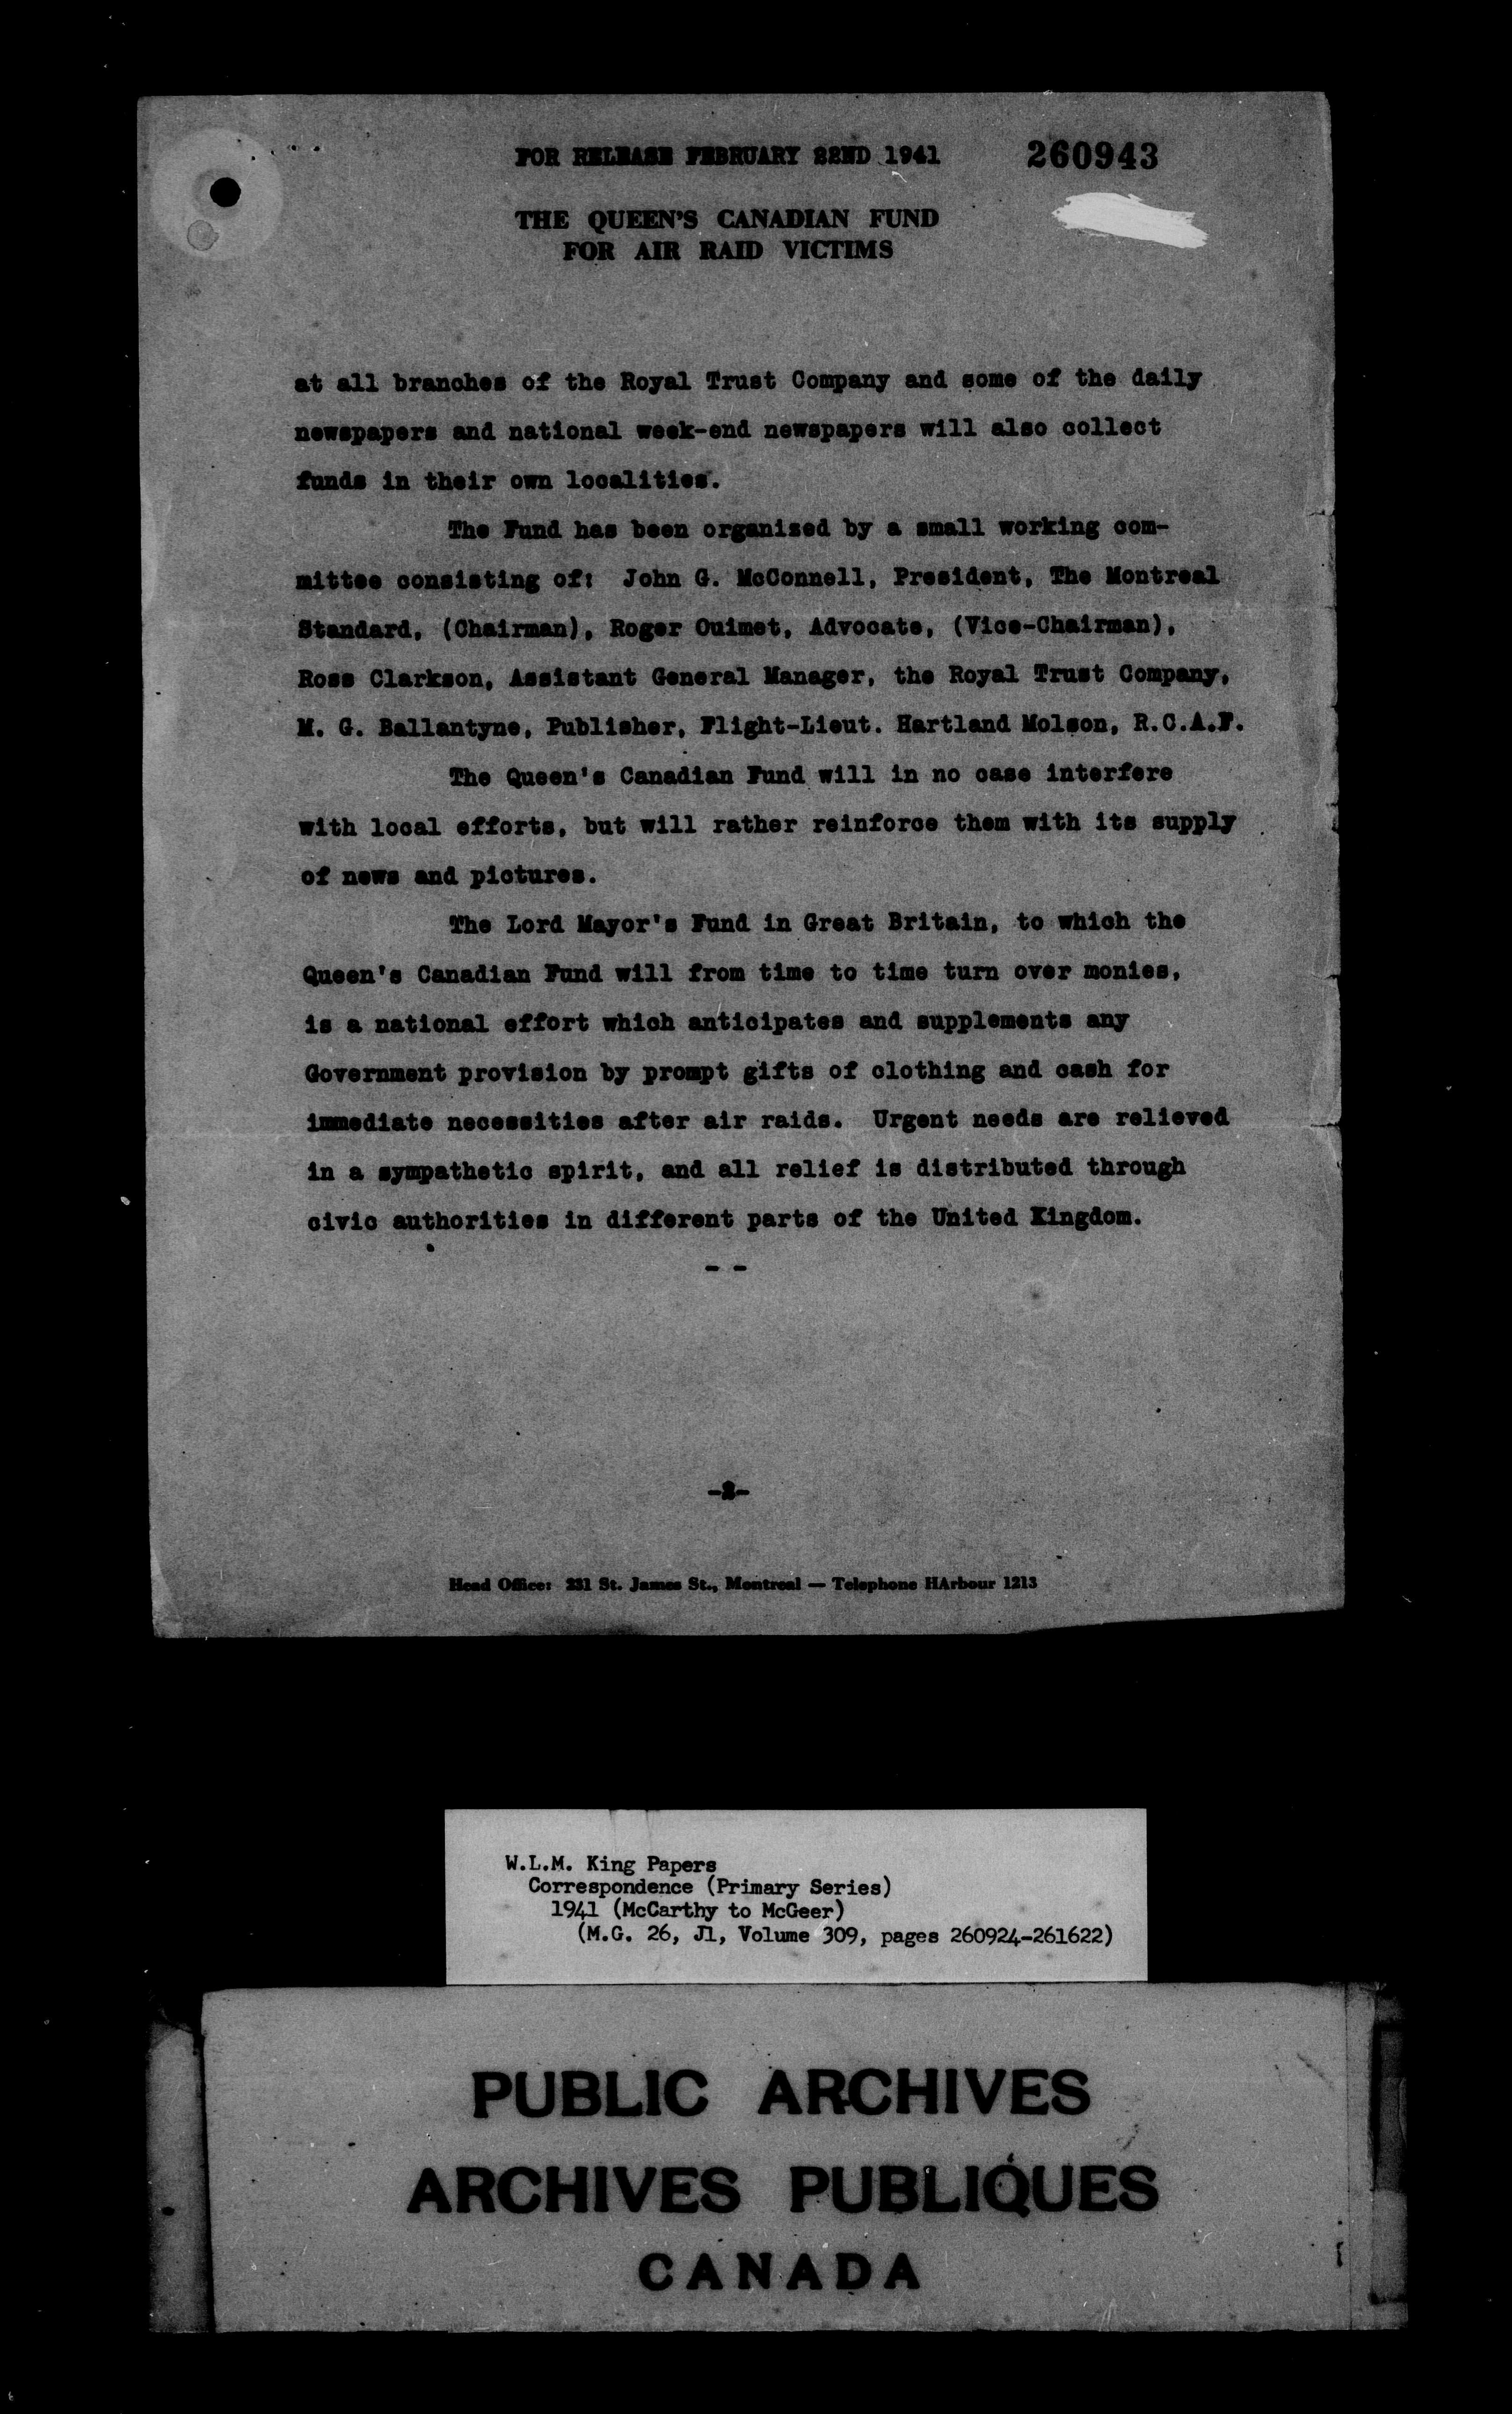 FOR RELEASE FEBRUARY 22ND 1941
260943
THE QUEEN'S CANADIAN FUND
FOR AIR RAID VICTIMS
at all branches of the Royal Trust Company and some of the daily
newspapers and national week-end newspapers will also collect
funds in their own localities.
The Fund has been organized by a small working com-
mittee consisting of: John G. McConnell, President, The Montreal
Standard, (Chairman), Roger Ouimet, Advocate, (Vice-Chairman),
Ross Clarkson, Assistant General Manager, the Royal Trust Company,
M. G. Ballantyne, Publisher, Flight-Lieut. Hartland Molson, R.C.A.F.
The Queen's Canadian Fund will in no case interfere
with local efforts, but will rather reinforce them with its supply
of news and pictures.
The Lord Mayor's Fund in Great Britain, to which the
Queen's Canadian Fund will from time to time turn over monies,
is a national effort which anticipates and supplements any
Government provision by prompt gifts of clothing and cash for
immediate necessities after air raids. Urgent needs are relieved
in a sympathetic spirit, and all relief is distributed through
civic authorities in different parts of the United Kingdom.
- -
-2-
Head Office: 231 St. James St., Montreal — Telephone HArbour 1213
W.L.M. King Papers
Correspondence (Primary Series)
1941 (McCarthy to McGeer)
(M.G. 26, J1, Volume 309, pages 260924-261622)
PUBLIC ARCHIVES
ARCHIVES PUBLIQUES
CANADA